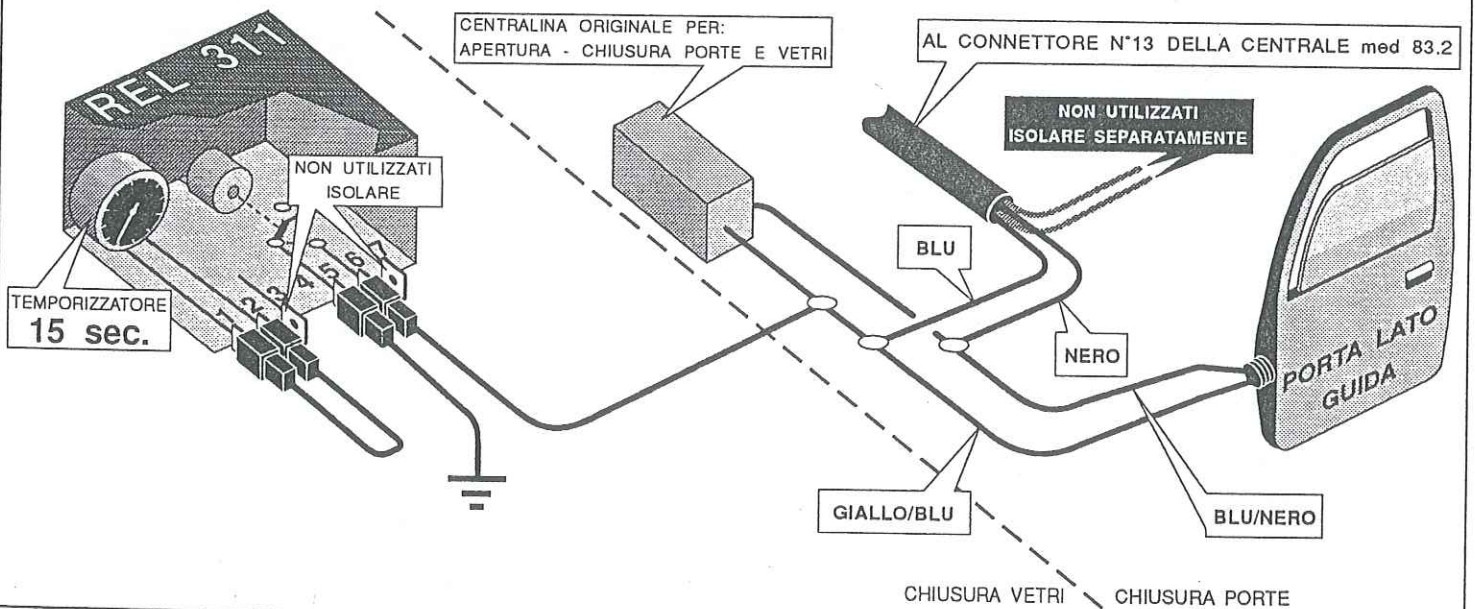 REL 311
CENTRALINA ORIGINALE PER:
APERTURA - CHIUSURA PORTE E VETRI
AL CONNETTORE N°13 DELLA CENTRALE med 83.2
NON UTILIZZATI
ISOLARE SEPARATAMENTE
NON UTILIZZATI
ISOLARE
TEMPORIZZATORE
15 sec.
1 2 3 4 5 6 7
BLU
NERO
PORTA LATO
GUIDA
GIALLO/BLU
BLU/NERO
CHIUSURA VETRI
CHIUSURA PORTE